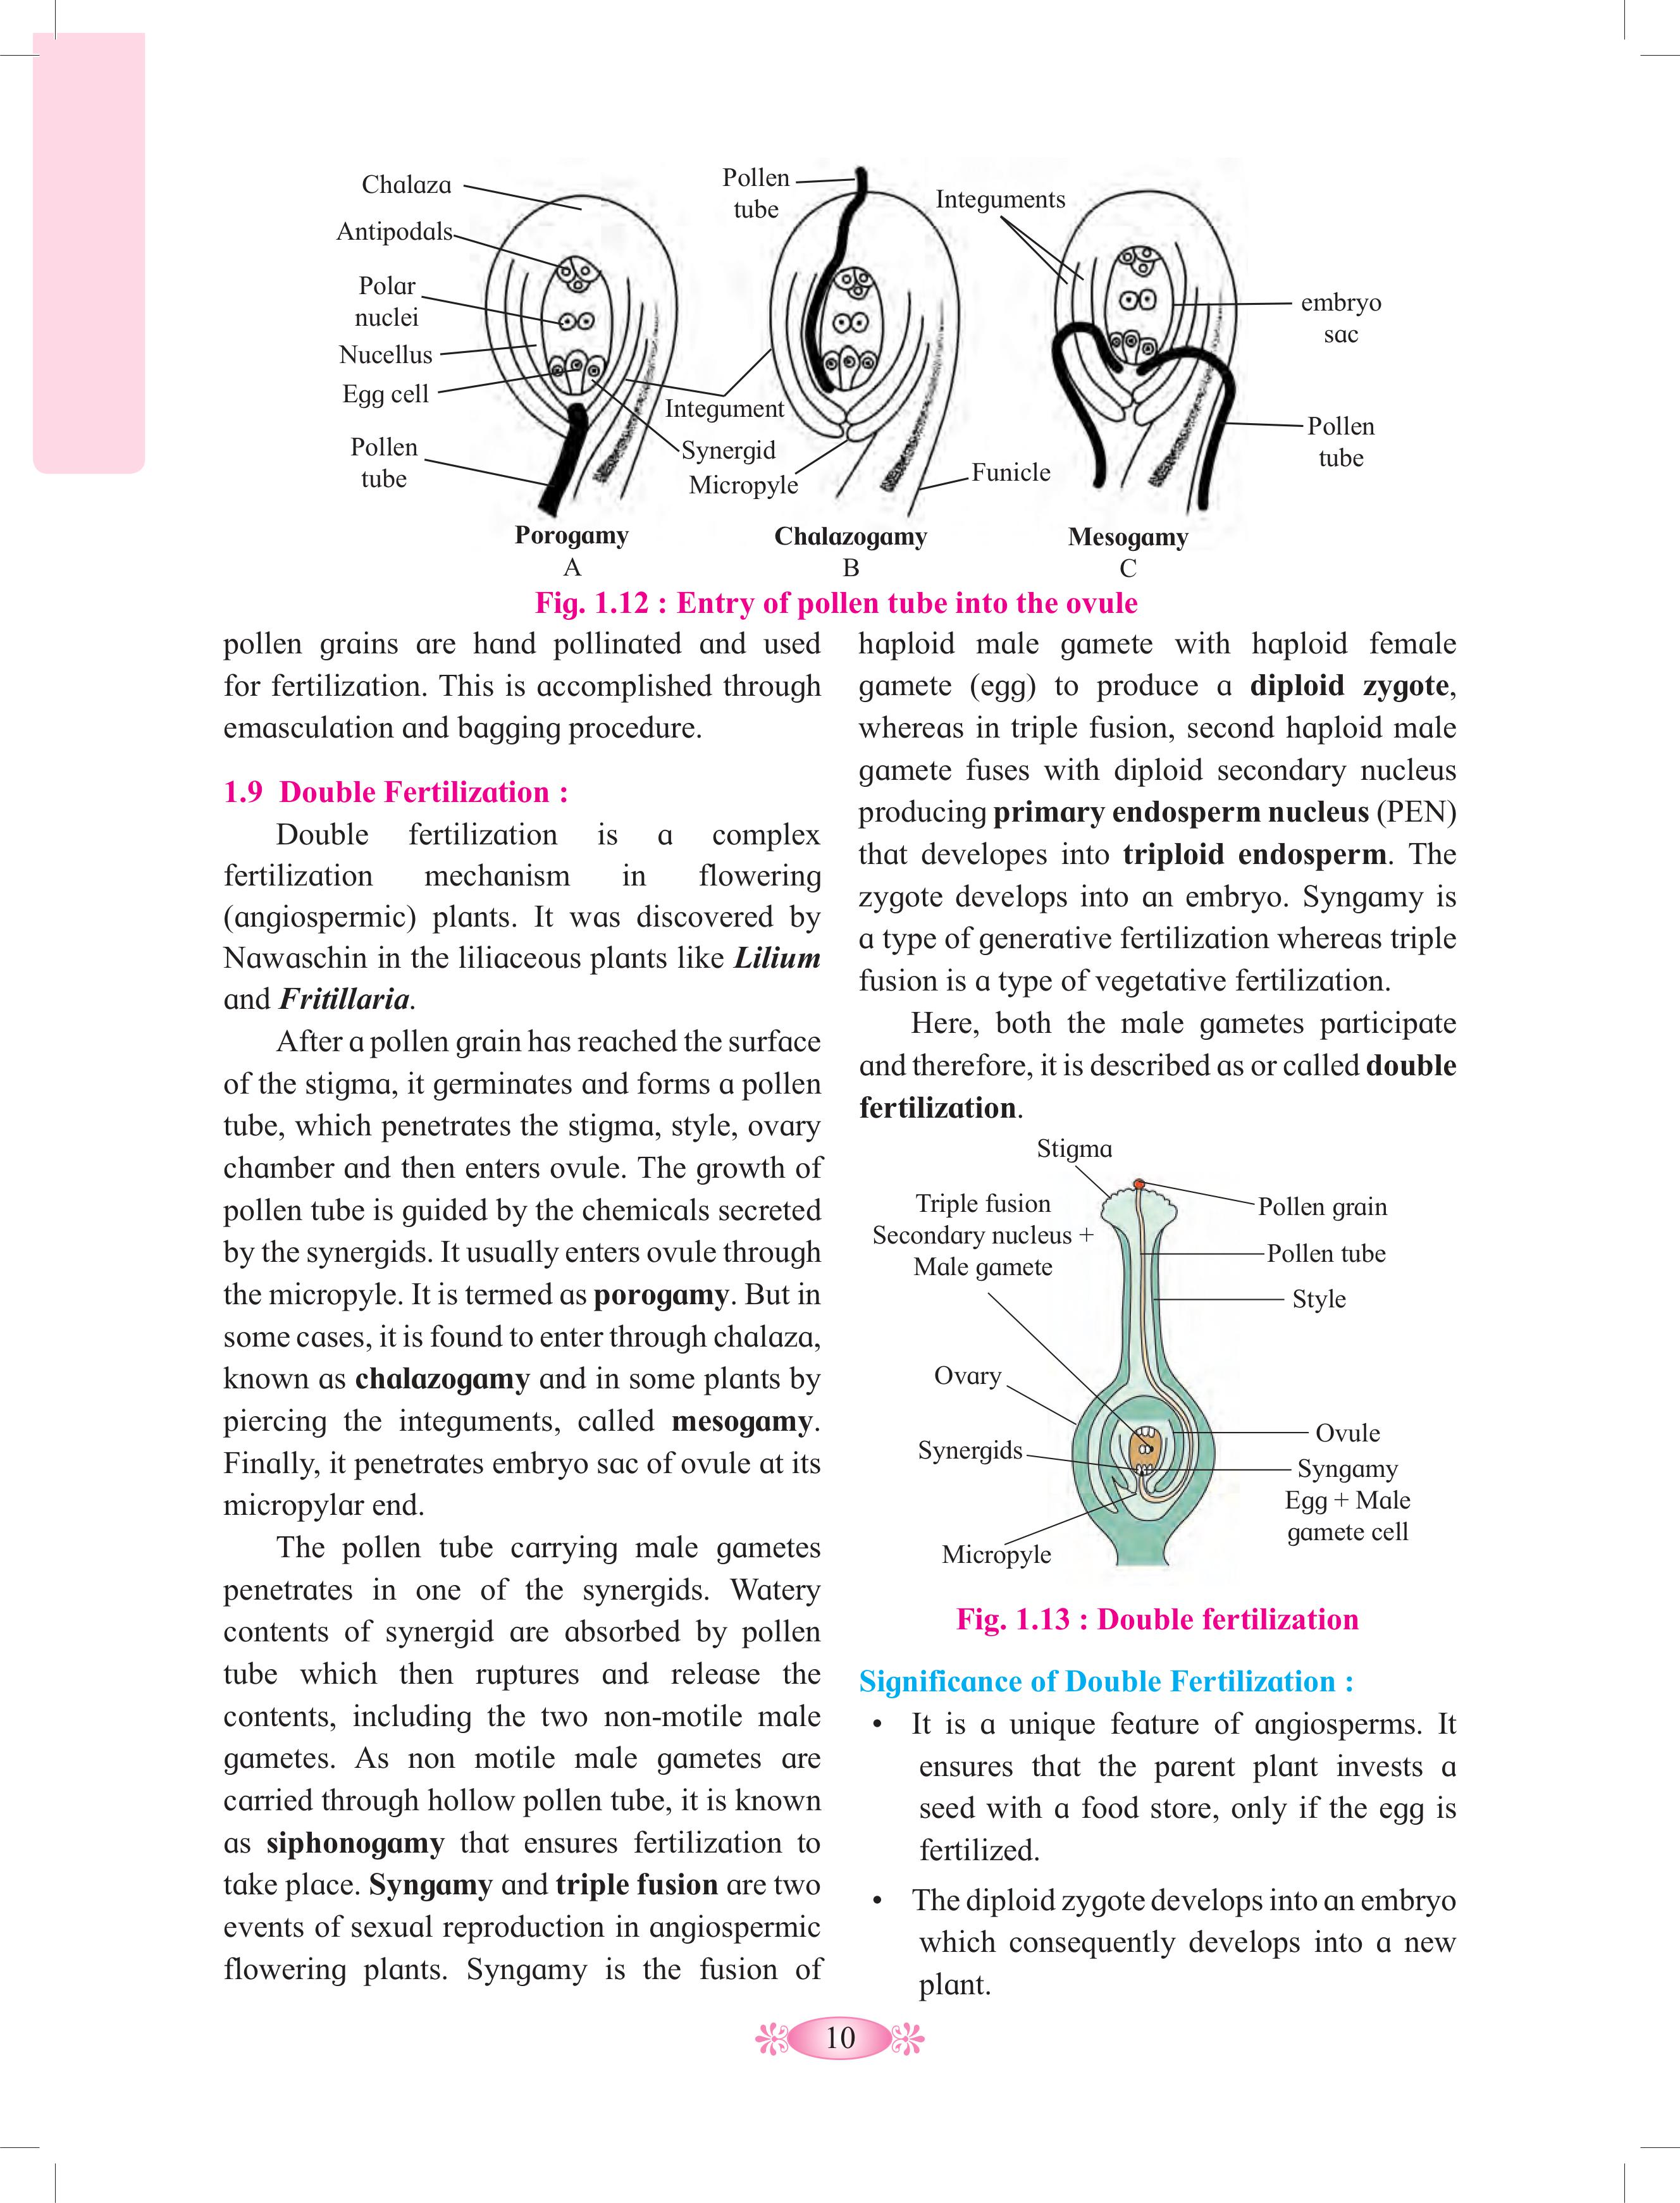 Chalaza
Antipodals
Polar
nuclei
Nucellus
Egg cell
Pollen
tube
Pollen
tube
Integuments
embryo
sac
Integument
Synergid
Micropyle
Funicle
Pollen
tube
Porogamy
A
Chalazogamy
B
Mesogamy
C
Fig. 1.12 : Entry of pollen tube into the ovule
pollen grains are hand pollinated and used
for fertilization. This is accomplished through
emasculation and bagging procedure.
1.9 Double Fertilization :
Double fertilization is a complex
fertilization mechanism in flowering
(angiospermic) plants. It was discovered by
Nawaschin in the liliaceous plants like Lilium
and Fritillaria.
After a pollen grain has reached the surface
of the stigma, it germinates and forms a pollen
tube, which penetrates the stigma, style, ovary
chamber and then enters ovule. The growth of
pollen tube is guided by the chemicals secreted
by the synergids. It usually enters ovule through
the micropyle. It is termed as porogamy. But in
some cases, it is found to enter through chalaza,
known as chalazogamy and in some plants by
piercing the integuments, called mesogamy.
Finally, it penetrates embryo sac of ovule at its
micropylar end.
The pollen tube carrying male gametes
penetrates in one of the synergids. Watery
contents of synergid are absorbed by pollen
tube which then ruptures and release the
contents, including the two non-motile male
gametes. As non motile male gametes are
carried through hollow pollen tube, it is known
as siphonogamy that ensures fertilization to
take place. Syngamy and triple fusion are two
events of sexual reproduction in angiospermic
flowering plants. Syngamy is the fusion of
haploid male gamete with haploid female
gamete (egg) to produce a diploid zygote,
whereas in triple fusion, second haploid male
gamete fuses with diploid secondary nucleus
producing primary endosperm nucleus (PEN)
that developes into triploid endosperm. The
zygote develops into an embryo. Syngamy is
a type of generative fertilization whereas triple
fusion is a type of vegetative fertilization.
Here, both the male gametes participate
and therefore, it is described as or called double
fertilization.
Stigma
Triple fusion
Secondary nucleus +
Male gamete
Pollen grain
Pollen tube
Style
Ovary
Synergids
Ovule
Syngamy
Egg + Male
gamete cell
Micropyle
Fig. 1.13 : Double fertilization
Significance of Double Fertilization :
• It is a unique feature of angiosperms. It
ensures that the parent plant invests a
seed with a food store, only if the egg is
fertilized.
• The diploid zygote develops into an embryo
which consequently develops into a new
plant.
10